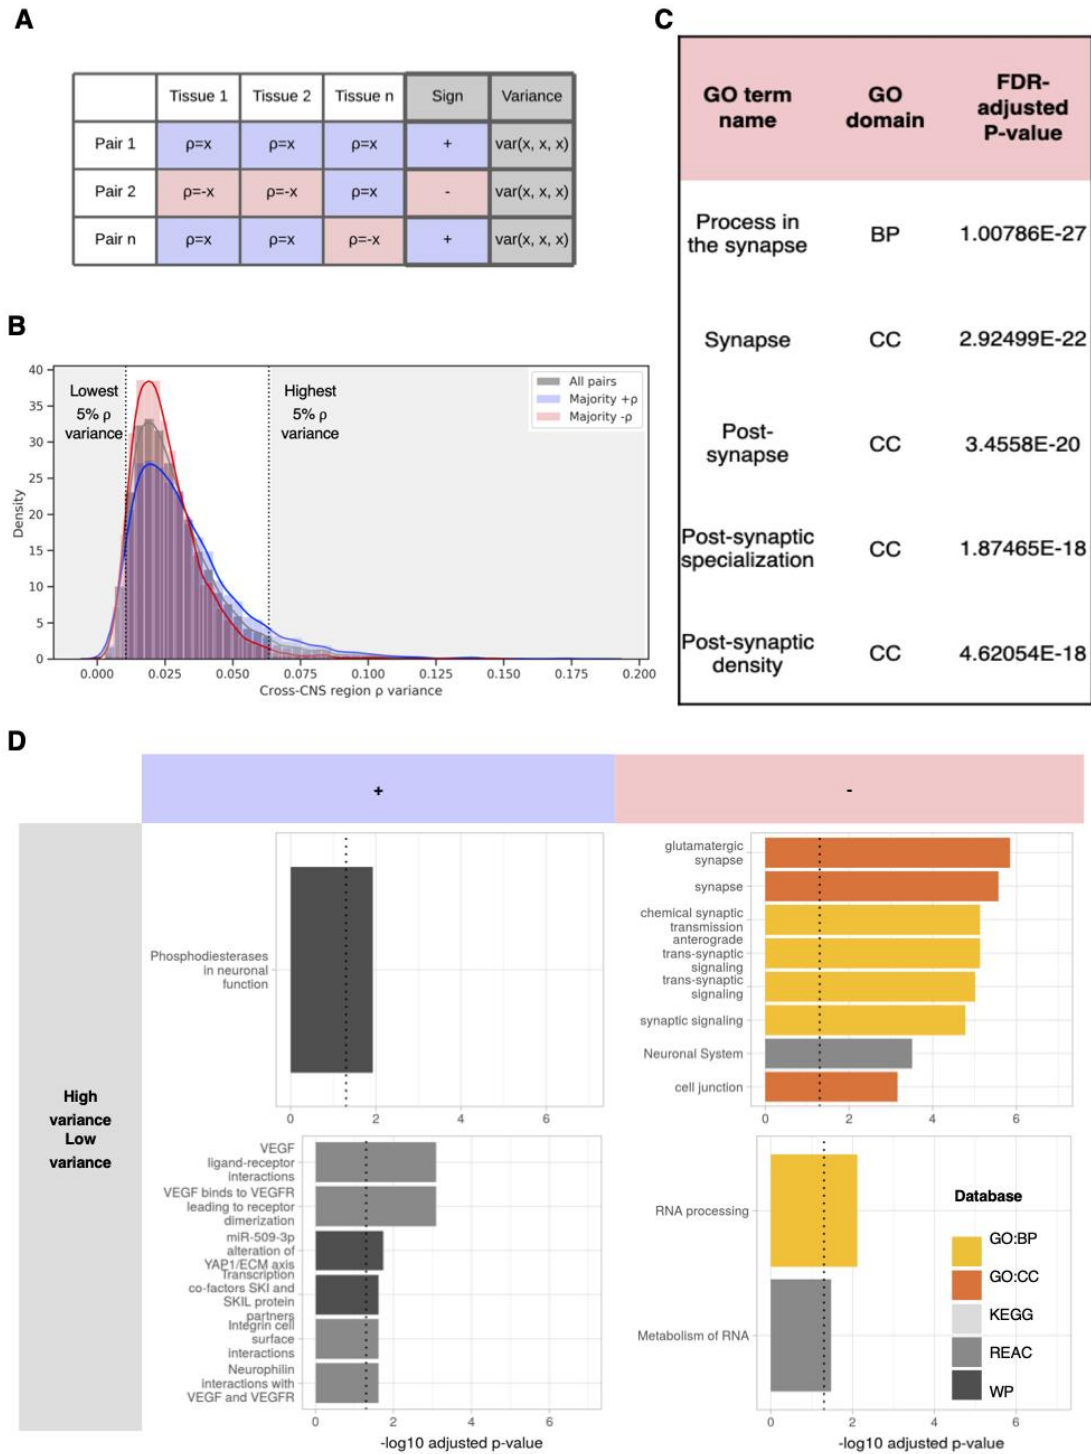 A
Tissue 1 Tissue 2 Tissue n Sign Variance
Pair 1 ρ=x ρ=x ρ=x + var(x, x, x)
Pair 2 ρ=-x ρ=-x ρ=x - var(x, x, x)
Pair n ρ=x ρ=x ρ=-x + var(x, x, x)
B
40
35
30
25
20
15
10
5
0
Density
Lowest
5% ρ
variance
Highest
5% ρ
variance
All pairs
Majority +ρ
Majority -ρ
0.000 0.025 0.050 0.075 0.100 0.125 0.150 0.175 0.200
Cross-CNS region ρ variance
C
GO term
name
GO
domain
FDR-
adjusted
P-value
Process in
the synapse
BP
1.00786E-27
Synapse
CC
2.92499E-22
Post-
synapse
CC
3.4558E-20
Post-synaptic
specialization
CC
1.87465E-18
Post-synaptic
density
CC
4.62054E-18
D
+
-
High
variance
Low
variance
Phosphodiesterases
in neuronal
function
0 2 4 6
glutamatergic
synapse
synapse
chemical synaptic
transmission
anterograde
trans-synaptic
signaling
trans-synaptic
signaling
synaptic signaling
Neuronal System
cell junction
0 2 4 6
VEGF
ligand-receptor
interactions
VEGF binds to VEGFR
leading to receptor
dimerization
miR-509-3p
alteration of
YAP1/ECM axis
Transcription
co-factors SKI and
SKIL protein
partners
Integrin cell
surface
interactions
Neurophilin
interactions with
VEGF and VEGFR
0 2 4 6
-log10 adjusted p-value
RNA processing
Metabolism of RNA
0 2 4 6
-log10 adjusted p-value
Database
GO:BP
GO:CC
KEGG
REAC
WP